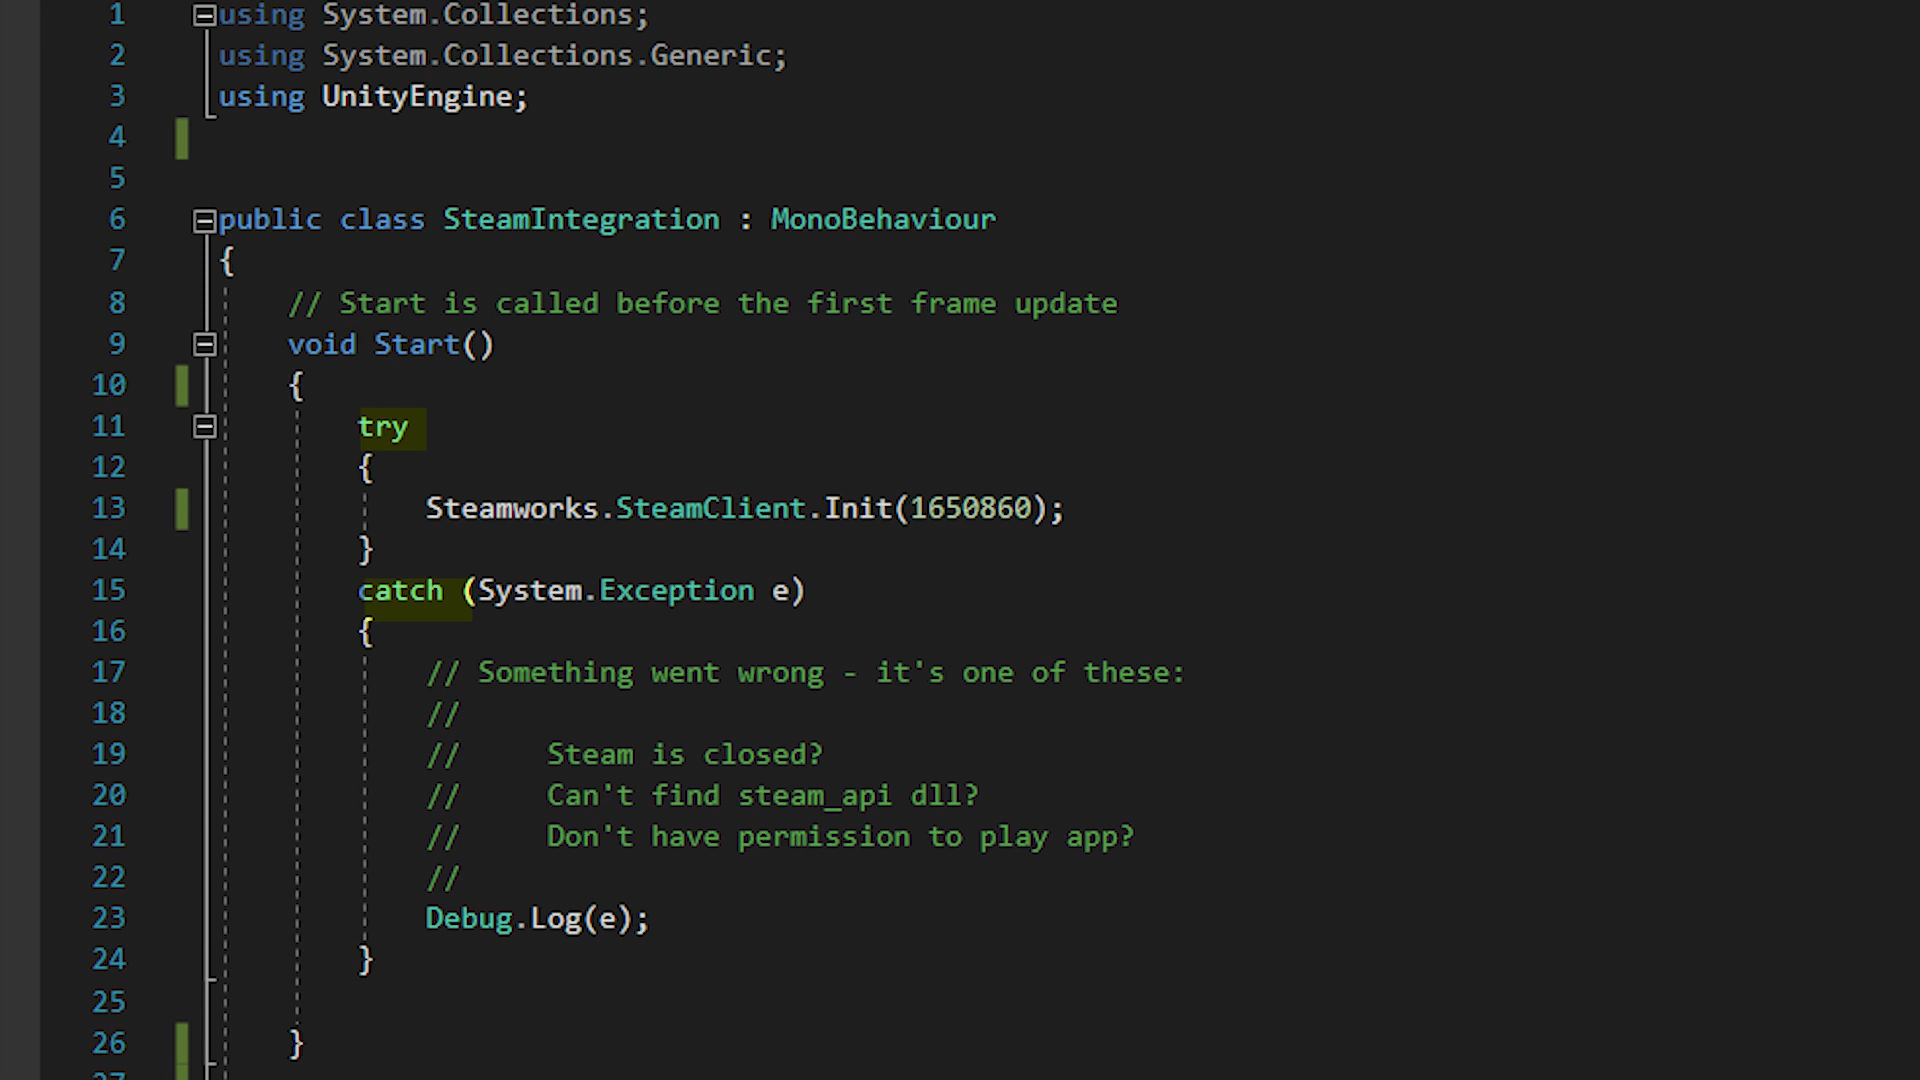 1 using System.Collections;
2 using System.Collections.Generic;
3 using UnityEngine;
4
5
6 public class SteamIntegration : MonoBehaviour
7 {
8 // Start is called before the first frame update
9 void Start()
10 {
11 try
12 {
13 Steamworks.SteamClient.Init(1650860);
14 }
15 catch (System.Exception e)
16 {
17 // Something went wrong - it's one of these:
18 //
19 // Steam is closed?
20 // Can't find steam_api dll?
21 // Don't have permission to play app?
22 //
23 Debug.Log(e);
24 }
25
26 }
27